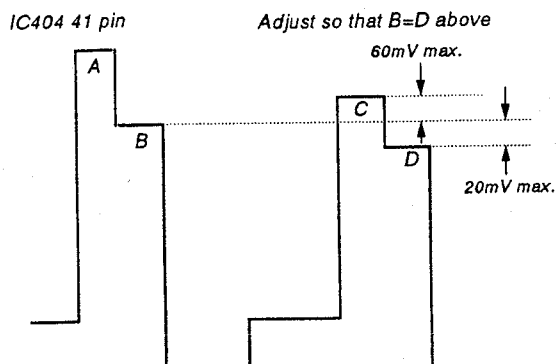 IC404 41 pin
Adjust so that B=D above
60mV max.
A
B
C
D
20mV max.